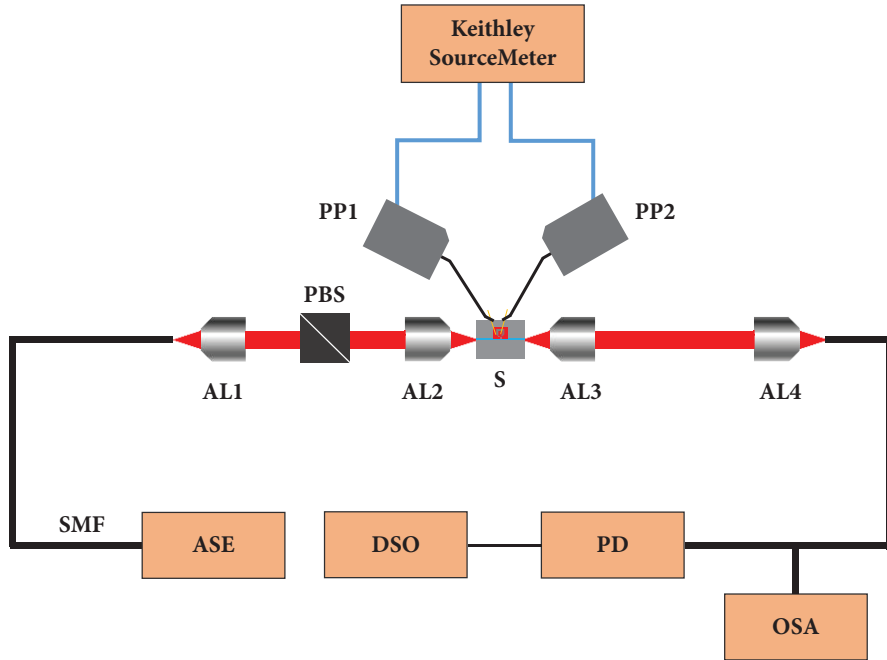 Keithley
SourceMeter
PP1
PP2
PBS
AL1
AL2
S
AL3
AL4
SMF
ASE
DSO
PD
OSA